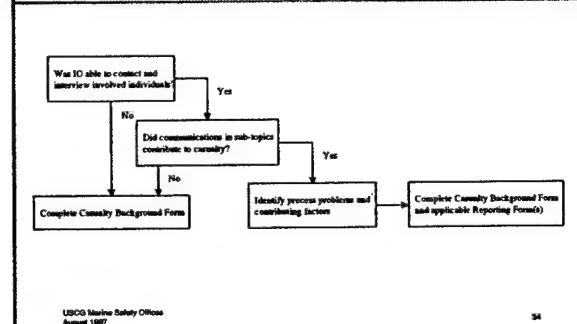 Was IO able to contact and
interview involved individuals?
Yes
No
Did communications in sub-topics
contribute to casualty?
Yes
No
Complete Casualty Background Form
Identify process problems and
contributing factors
Complete Casualty Background Form
and applicable Reporting Form(s)
USCG Marine Safety Offices
August 1997
34